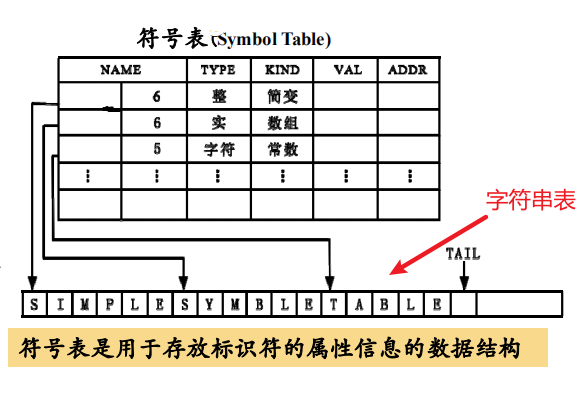 符号表(Symbol Table)
NAME TYPE KIND VAL ADDR
6 整 简变
6 实 数组
5 字符 常数
⋮ ⋮ ⋮ ⋮ ⋮
字符串表
TAIL
S I M P L E S Y M B L E T A B L E
符号表是用于存放标识符的属性信息的数据结构